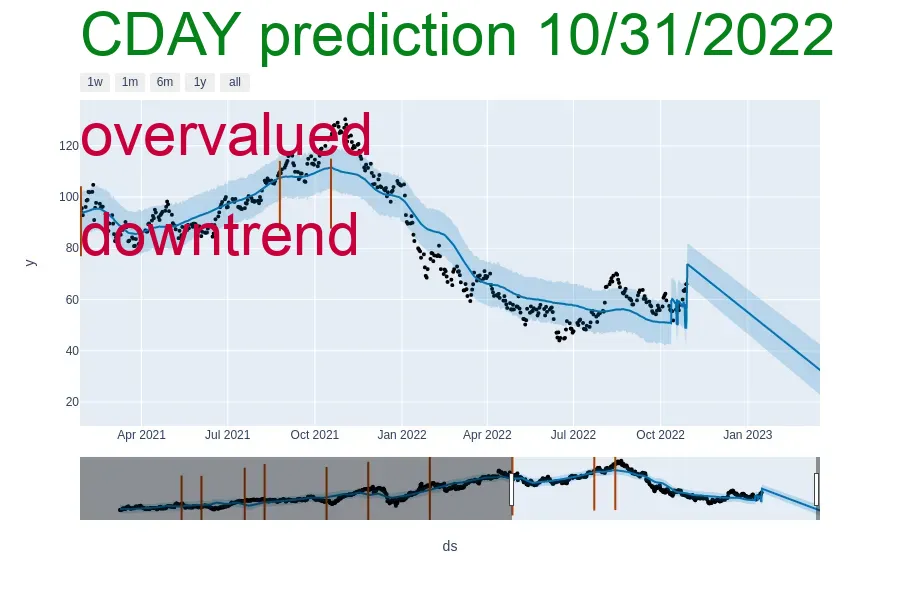 CDAY prediction 10/31/2022
1w 1m 6m 1y all
overvalued
downtrend
120
100
80
60
40
20
y
Apr 2021 Jul 2021 Oct 2021 Jan 2022 Apr 2022 Jul 2022 Oct 2022 Jan 2023
ds